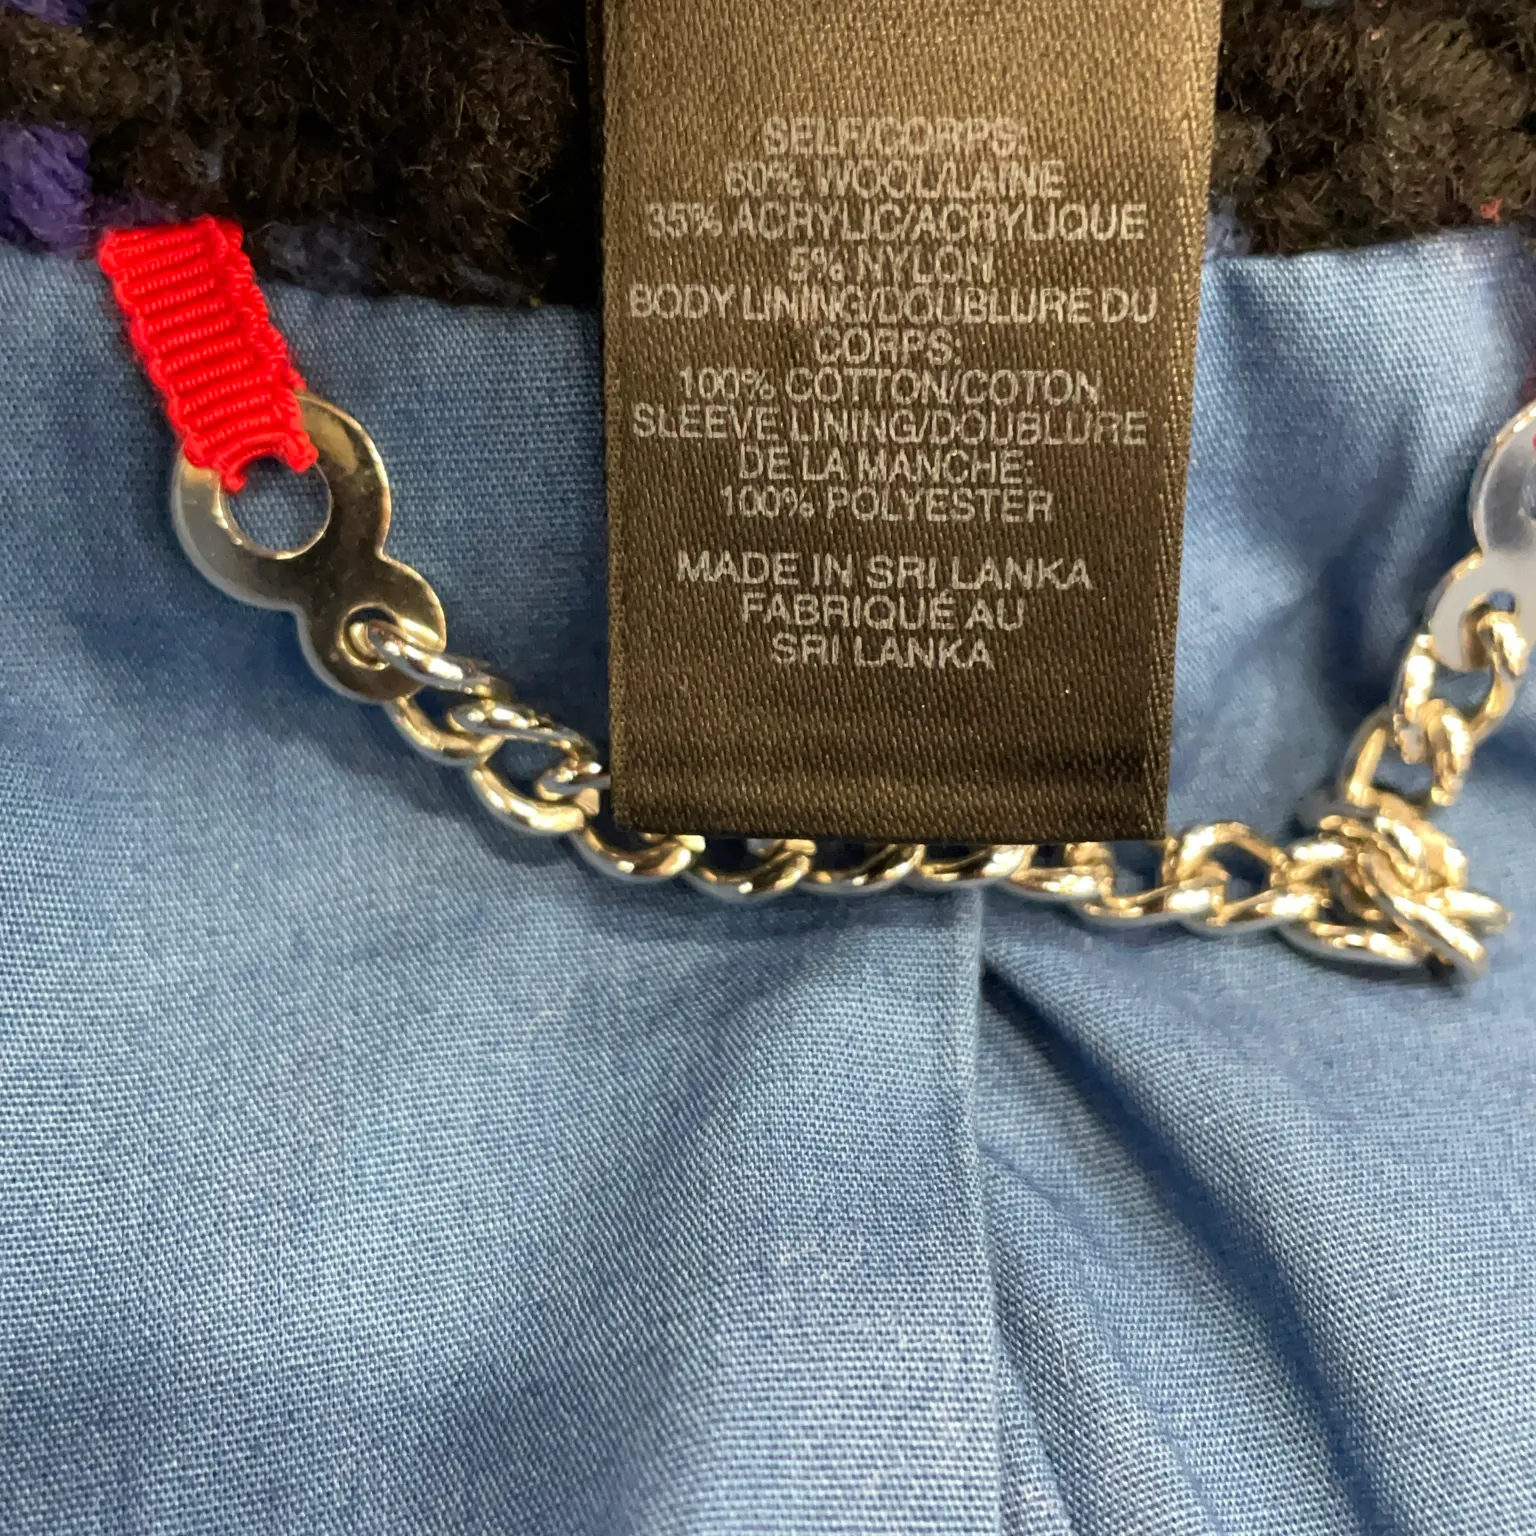 SELF/CORPS:
60% WOOL/LAINE
35% ACRYLIC/ACRYLIQUE
5% NYLON
BODY LINING/DOUBLURE DU
CORPS:
100% COTTON/COTON
SLEEVE LINING/DOUBLURE
DE LA MANCHE:
100% POLYESTER
MADE IN SRI LANKA
FABRIQUÉ AU
SRI LANKA